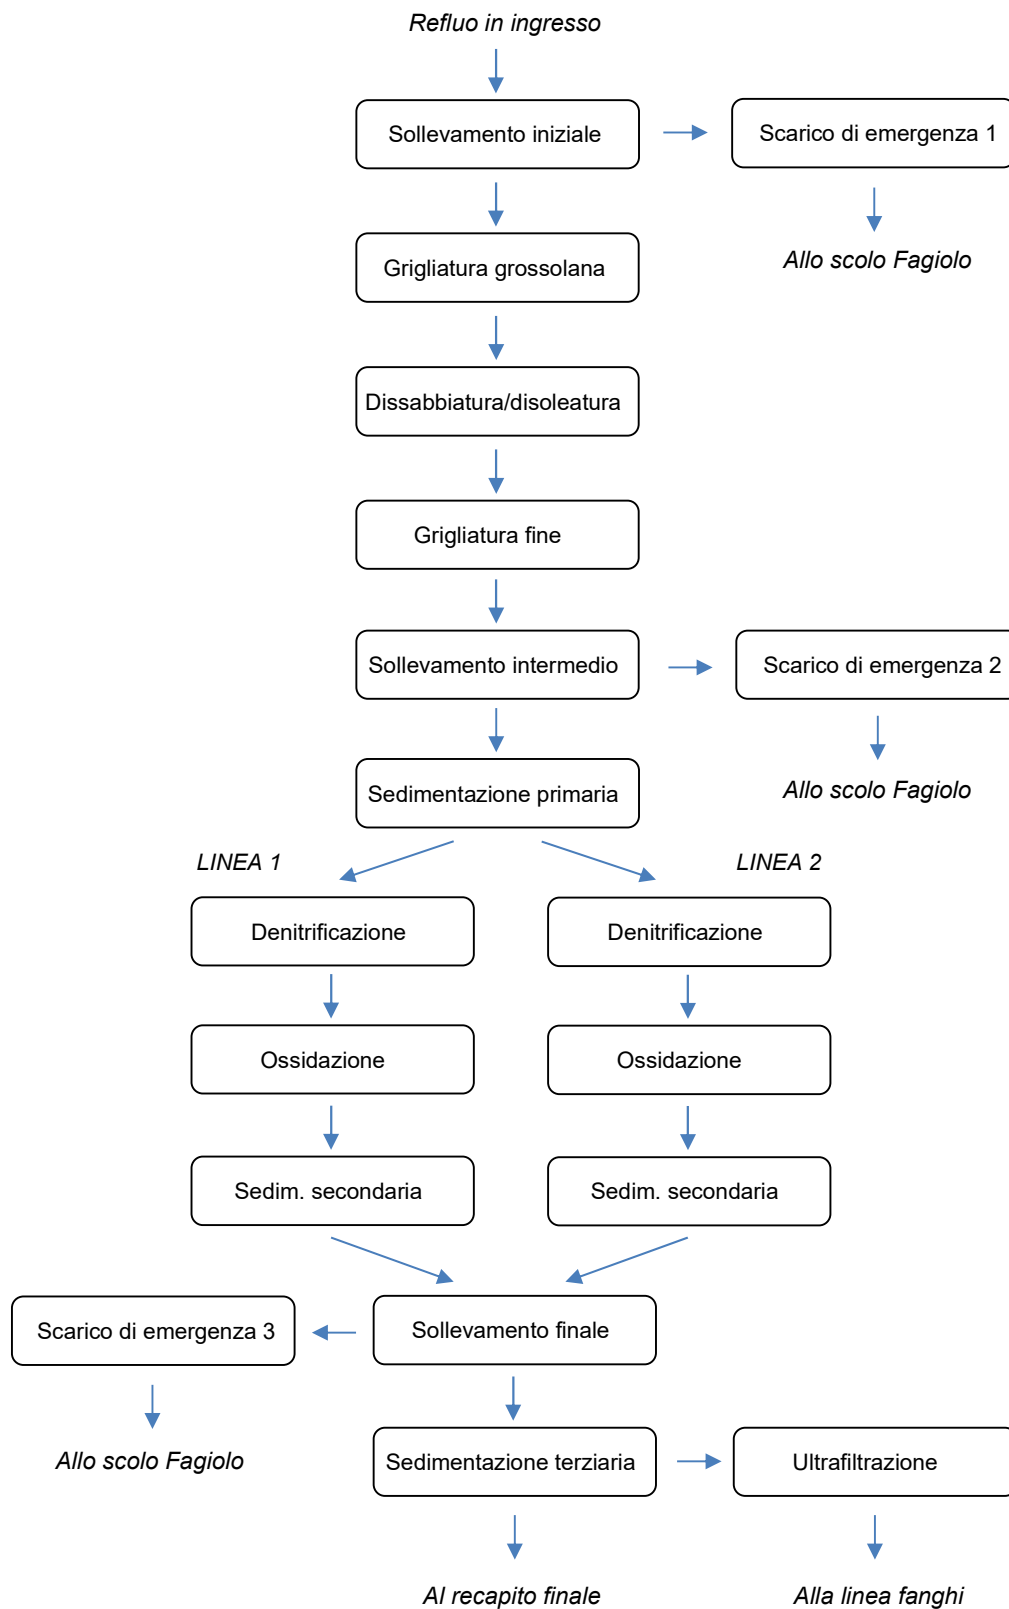 Refluo in ingresso
Sollevamento iniziale
Scarico di emergenza 1
Allo scolo Fagiolo
Grigliatura grossolana
Dissabbiatura/disoleatura
Grigliatura fine
Sollevamento intermedio
Scarico di emergenza 2
Allo scolo Fagiolo
Sedimentazione primaria
LINEA 1
LINEA 2
Denitrificazione
Denitrificazione
Ossidazione
Ossidazione
Sedim. secondaria
Sedim. secondaria
Scarico di emergenza 3
Sollevamento finale
Allo scolo Fagiolo
Sedimentazione terziaria
Ultrafiltrazione
Al recapito finale
Alla linea fanghi